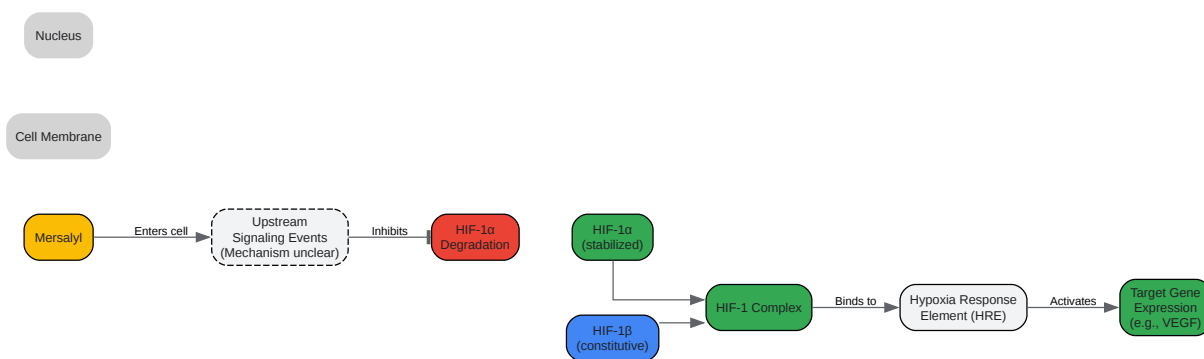 Nucleus
Cell Membrane
Mersalyl
Enters cell
Upstream
Signaling Events
(Mechanism unclear)
Inhibits
HIF-1α
Degradation
HIF-1α
(stabilized)
HIF-1β
(constitutive)
HIF-1 Complex
Binds to
Hypoxia Response
Element (HRE)
Activates
Target Gene
Expression
(e.g., VEGF)